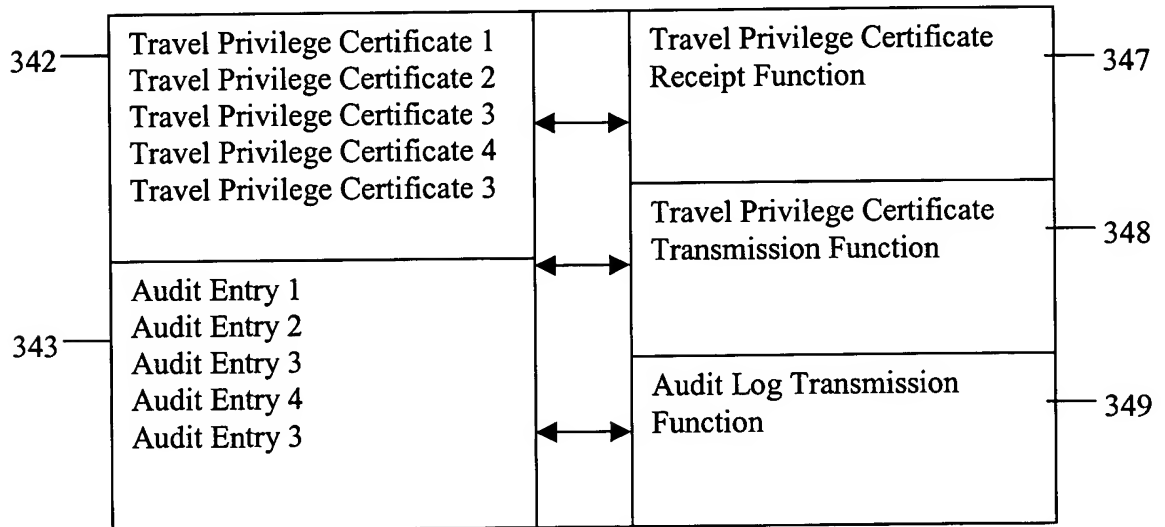 342
Travel Privilege Certificate 1
Travel Privilege Certificate 2
Travel Privilege Certificate 3
Travel Privilege Certificate 4
Travel Privilege Certificate 3
343
Audit Entry 1
Audit Entry 2
Audit Entry 3
Audit Entry 4
Audit Entry 3
Travel Privilege Certificate
Receipt Function
347
Travel Privilege Certificate
Transmission Function
348
Audit Log Transmission
Function
349